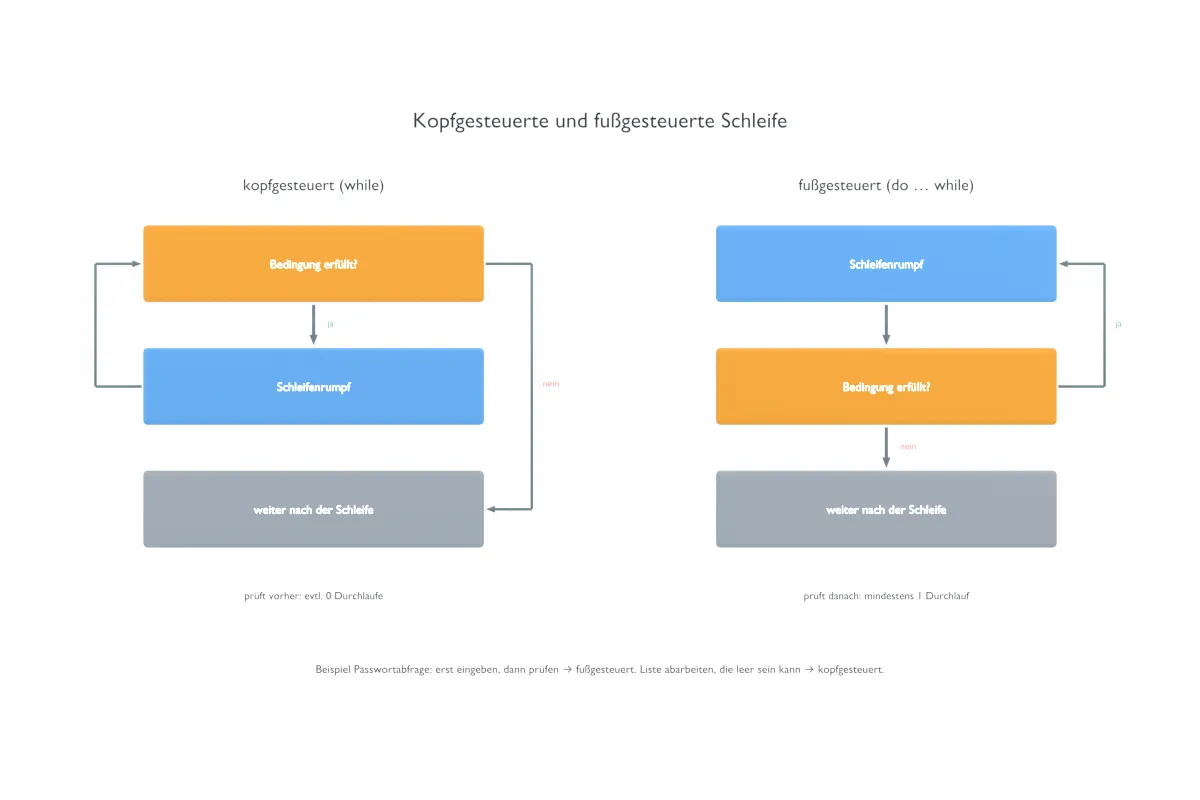 Kopfgesteuerte und fußgesteuerte Schleife
kopfgesteuert (while)
Bedingung erfüllt?
ja
Schleifenrumpf
nein
weiter nach der Schleife
prüft vorher: evtl. 0 Durchläufe
fußgesteuert (do … while)
Schleifenrumpf
ja
Bedingung erfüllt?
nein
weiter nach der Schleife
prüft danach: mindestens 1 Durchlauf
Beispiel Passwortabfrage: erst eingeben, dann prüfen → fußgesteuert. Liste abarbeiten, die leer sein kann → kopfgesteuert.